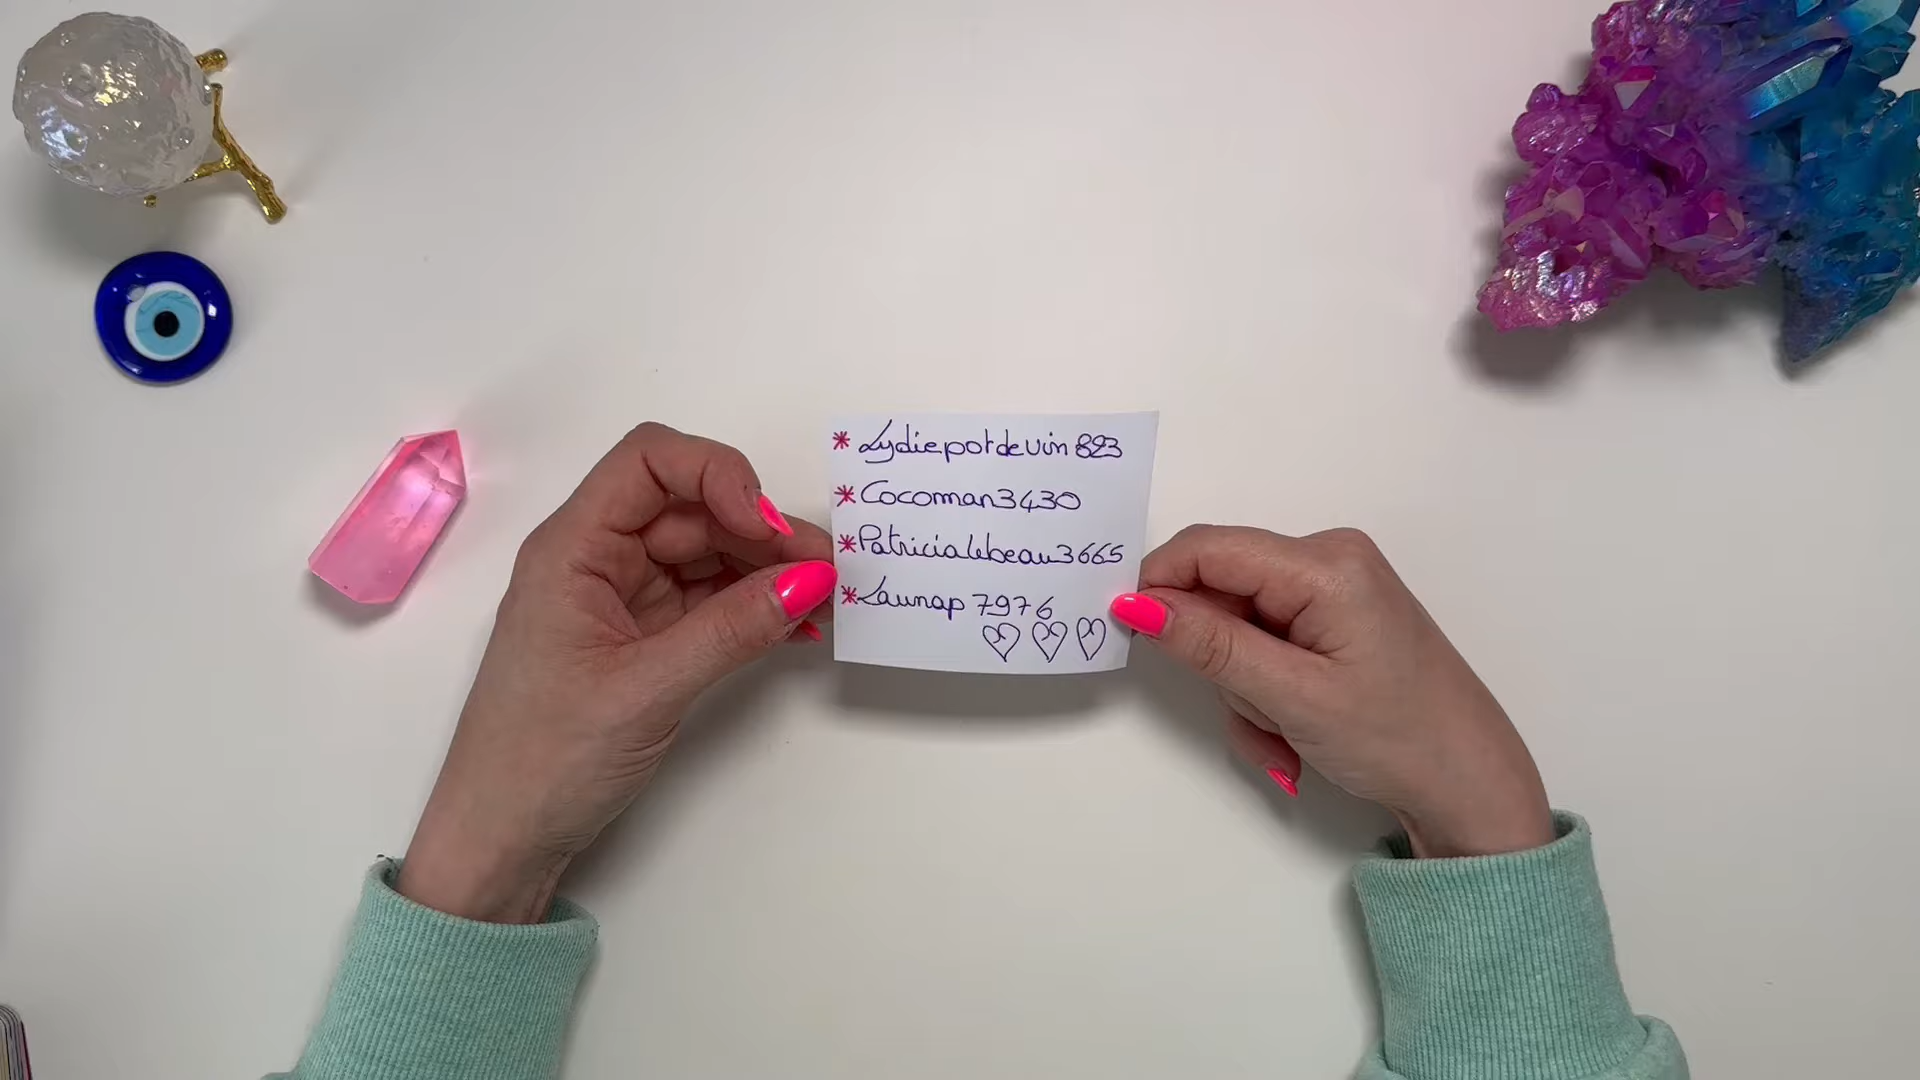 * Lydiepotdevin823
* Cocoman3430
* Patricialebeau3665
* Launap7976